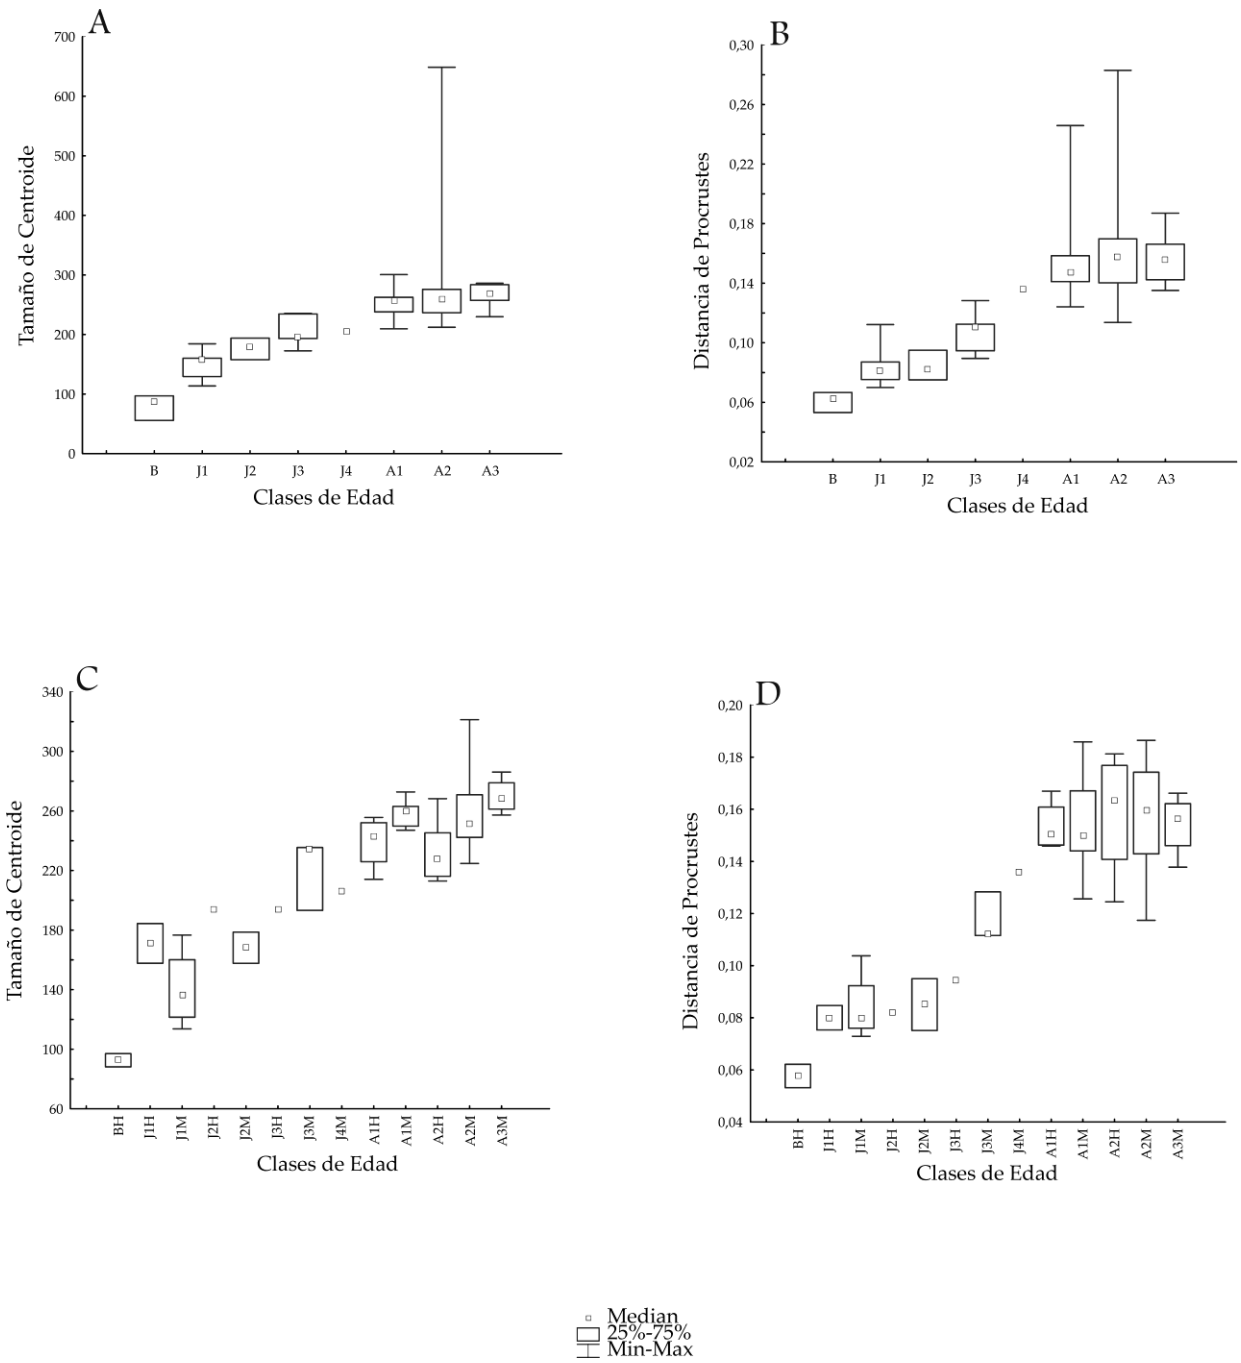 A
700
600
500
400
300
200
100
0
Tamaño de Centroide
B J1 J2 J3 J4 A1 A2 A3
Clases de Edad
B
0,30
0,26
0,22
0,18
0,14
0,10
0,06
0,02
Distancia de Procrustes
B J1 J2 J3 J4 A1 A2 A3
Clases de Edad
C
340
300
260
220
180
140
100
60
Tamaño de Centroide
BH J1H J1M J2H J2M J3H J3M J4M A1H A1M A2H A2M A3M
Clases de Edad
D
0,20
0,18
0,16
0,14
0,12
0,10
0,08
0,06
0,04
Distancia de Procrustes
BH J1H J1M J2H J2M J3H J3M J4M A1H A1M A2H A2M A3M
Clases de Edad
Median
25%-75%
Min-Max